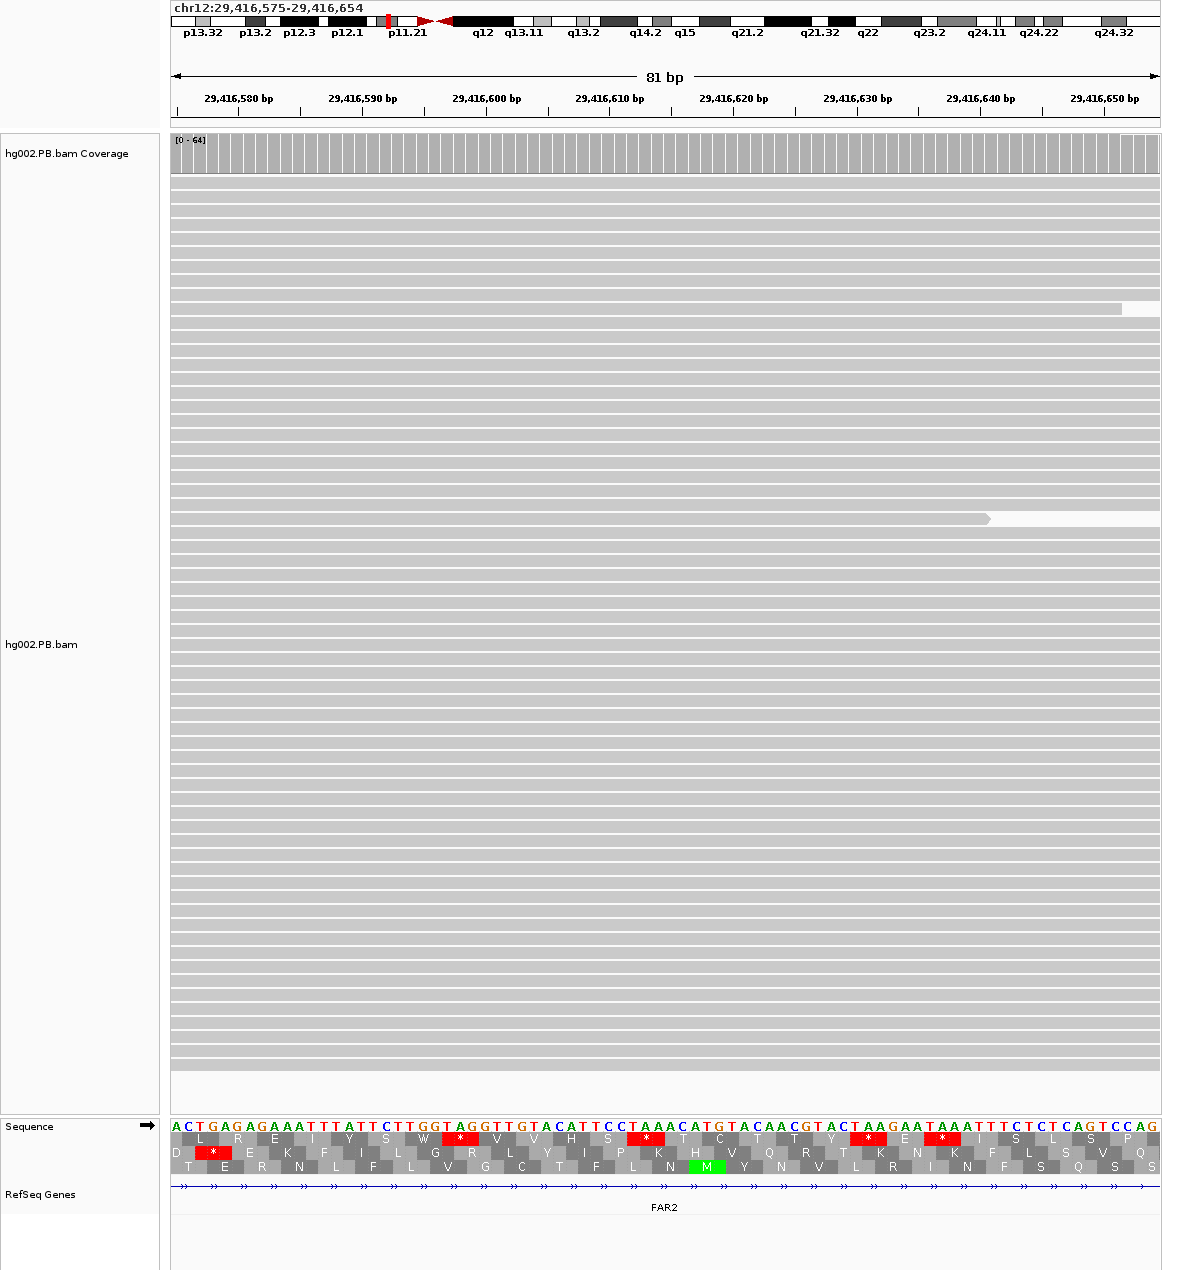 chr12:29,416,575-29,416,654
p13.32 p13.2 p12.3 p12.1 p11.21 q12 q13.11 q13.2 q14.2 q15 q21.2 q21.32 q22 q23.2 q24.11 q24.22 q24.32
81 bp
29,416,580 bp 29,416,590 bp 29,416,600 bp 29,416,610 bp 29,416,620 bp 29,416,630 bp 29,416,640 bp 29,416,650 bp
[0 - 64]
hg002.PB.bam Coverage
hg002.PB.bam
Sequence
ACTGAGAGAAATTTATTCTTGGTAGGTTGTACATTCCTAAACATGTACAACGTACTAAGAATAAATTTCTCTCAGTCCAG
L R E I Y S W * V V H S * T C T T Y * E * I S L S P
D * E K F I L G R L Y I P K H V Q R T K N K F L S V Q
T E R N L F L V G C T F L N M Y N V L R I N F S Q S S
RefSeq Genes
FAR2